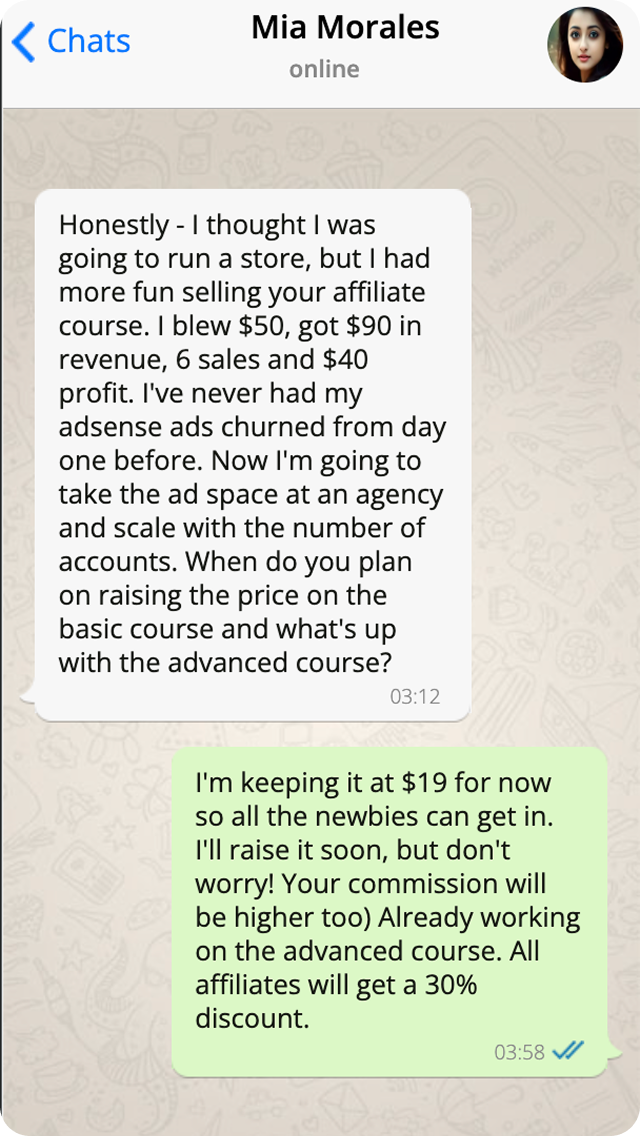 Chats
Mia Morales
online
Honestly - I thought I was
going to run a store, but I had
more fun selling your affiliate
course. I blew $50, got $90 in
revenue, 6 sales and $40
profit. I've never had my
adsense ads churned from day
one before. Now I'm going to
take the ad space at an agency
and scale with the number of
accounts. When do you plan
on raising the price on the
basic course and what's up
with the advanced course?
03:12
I'm keeping it at $19 for now
so all the newbies can get in.
I'll raise it soon, but don't
worry! Your commission will
be higher too) Already working
on the advanced course. All
affiliates will get a 30%
discount.
03:58